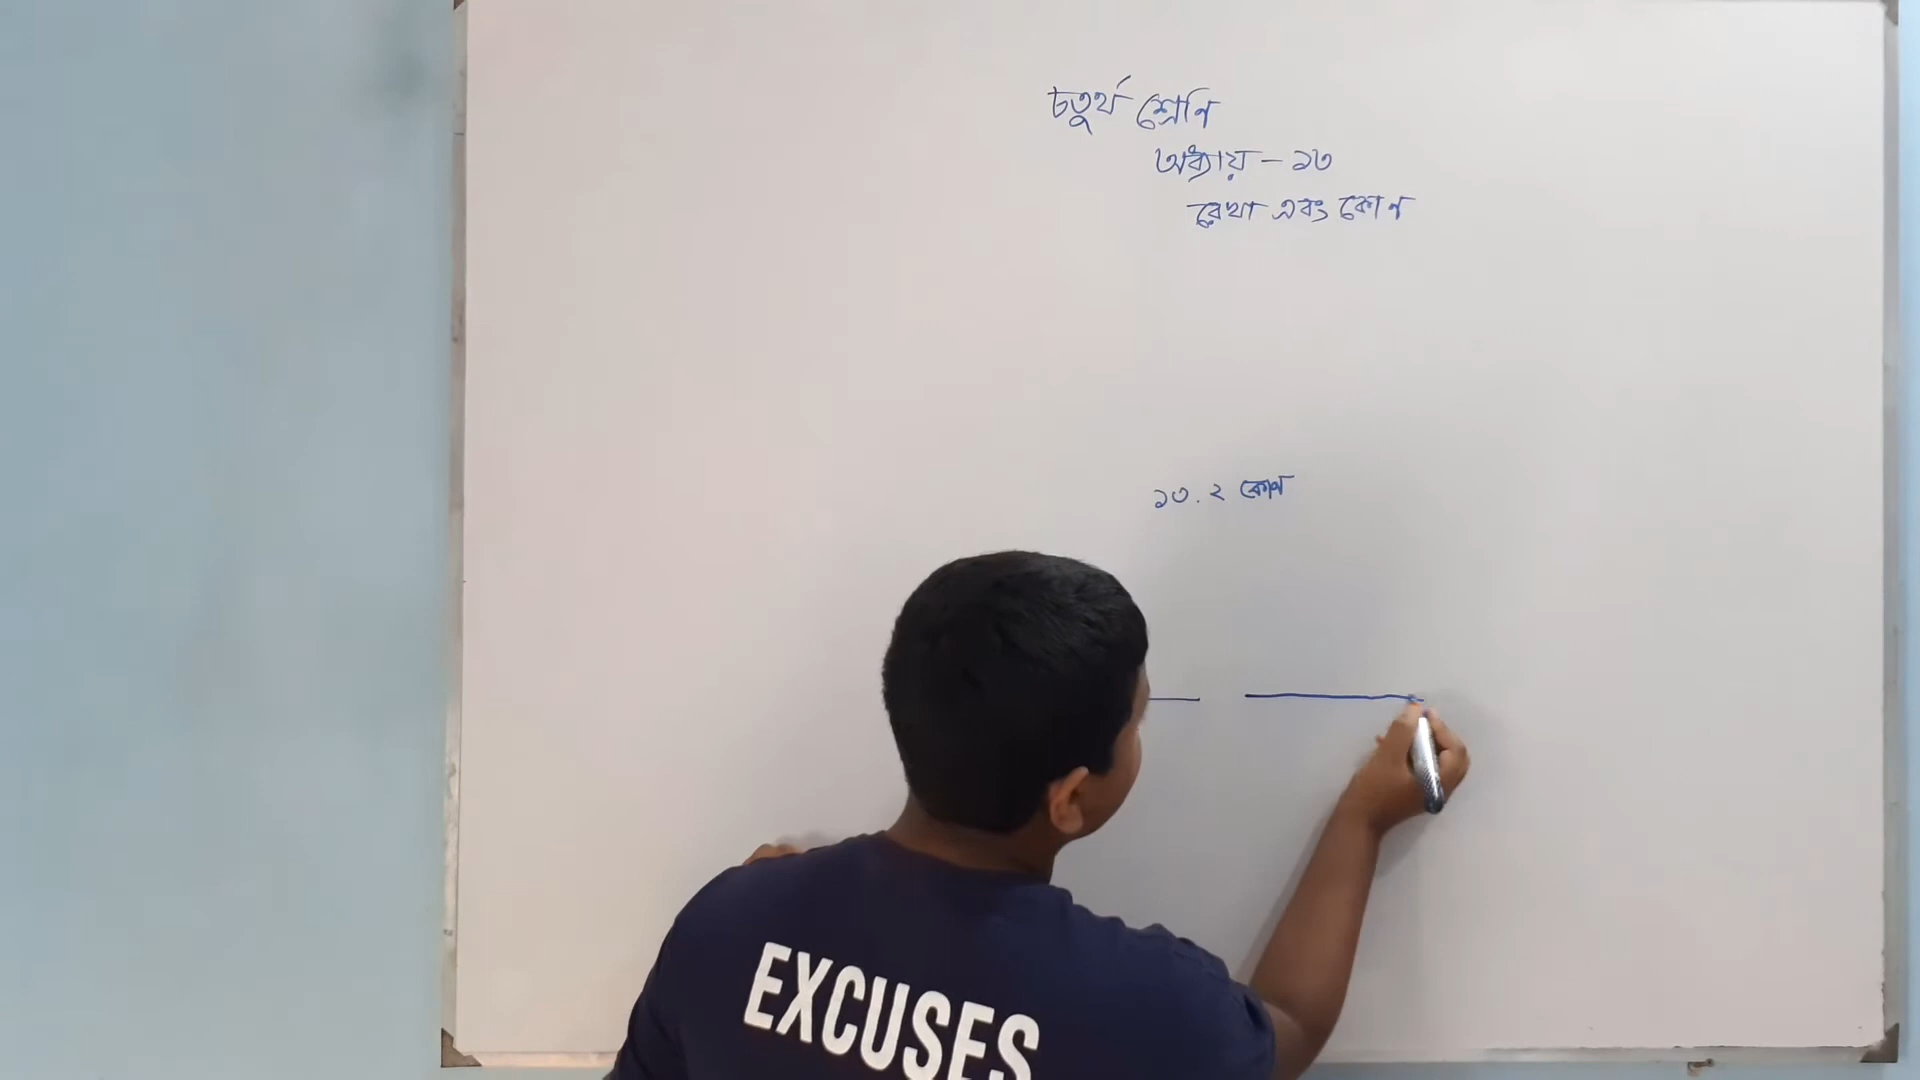 চতুর্থ শ্রেনি
অধ্যায় - ১৩
রেখা এবং কোণ
১৩.২ কোণ
EXCUSES